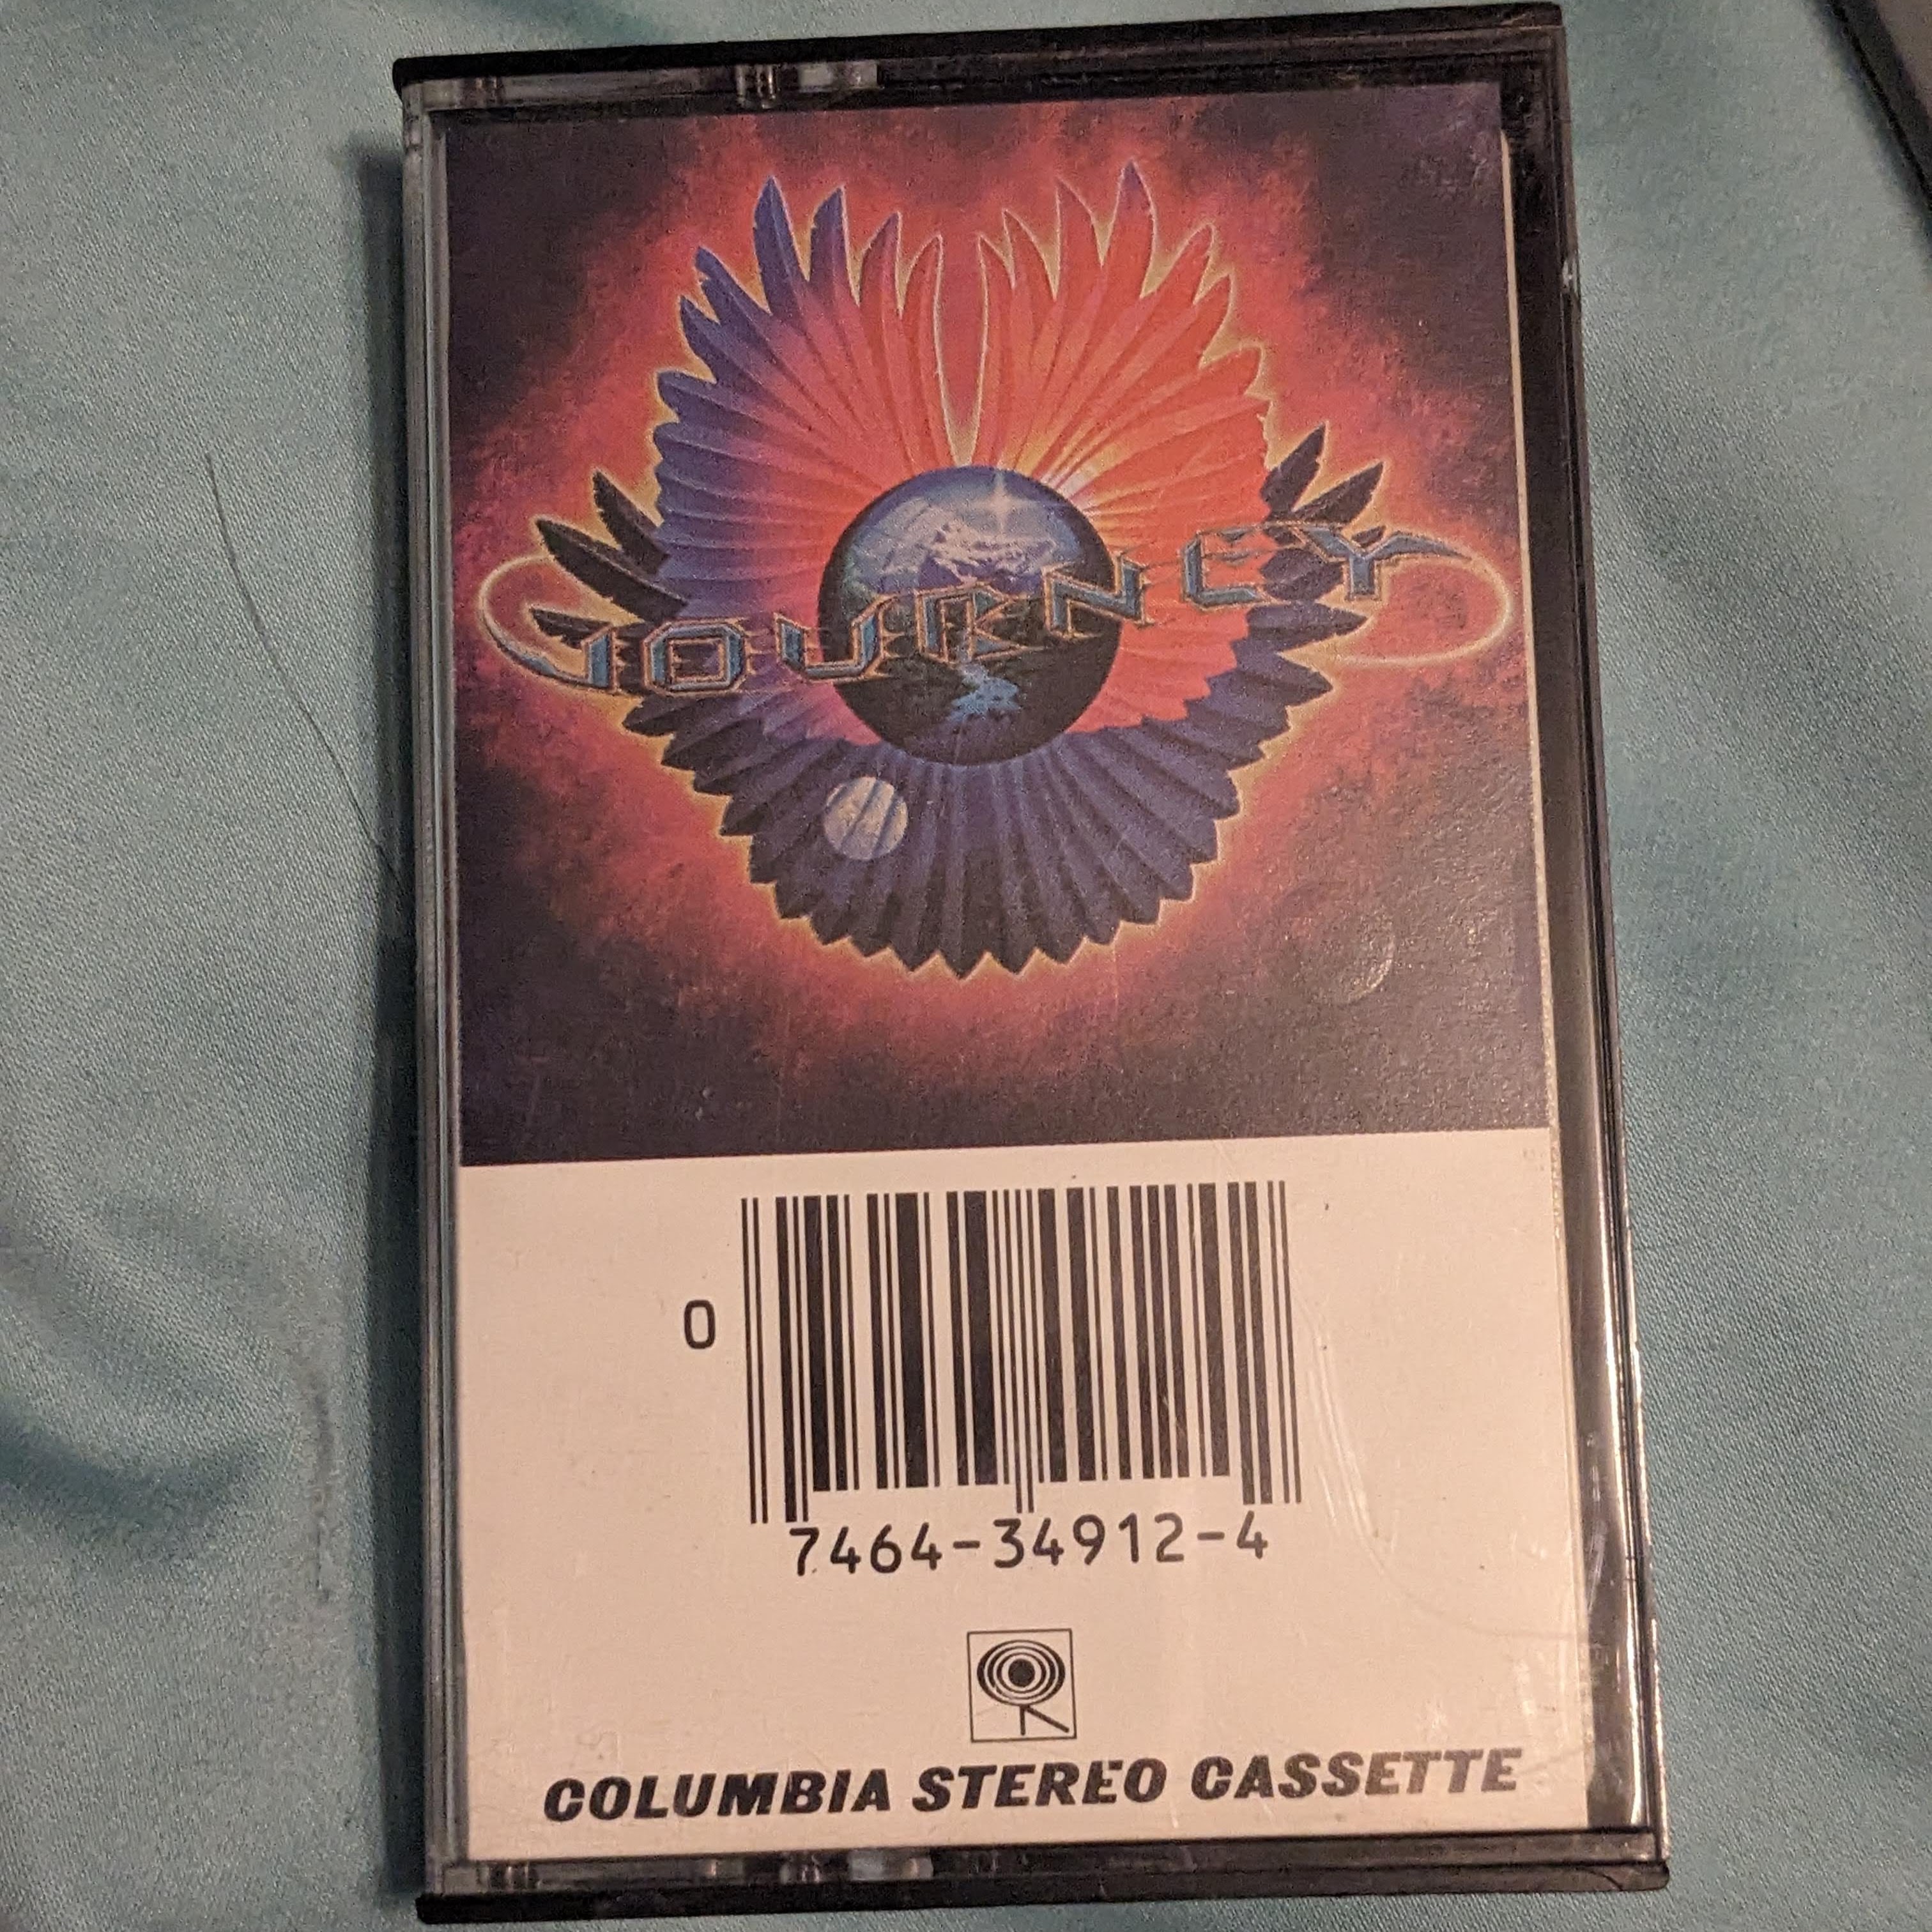 JOURNEY
0
7464-34912-4
COLUMBIA STEREO CASSETTE